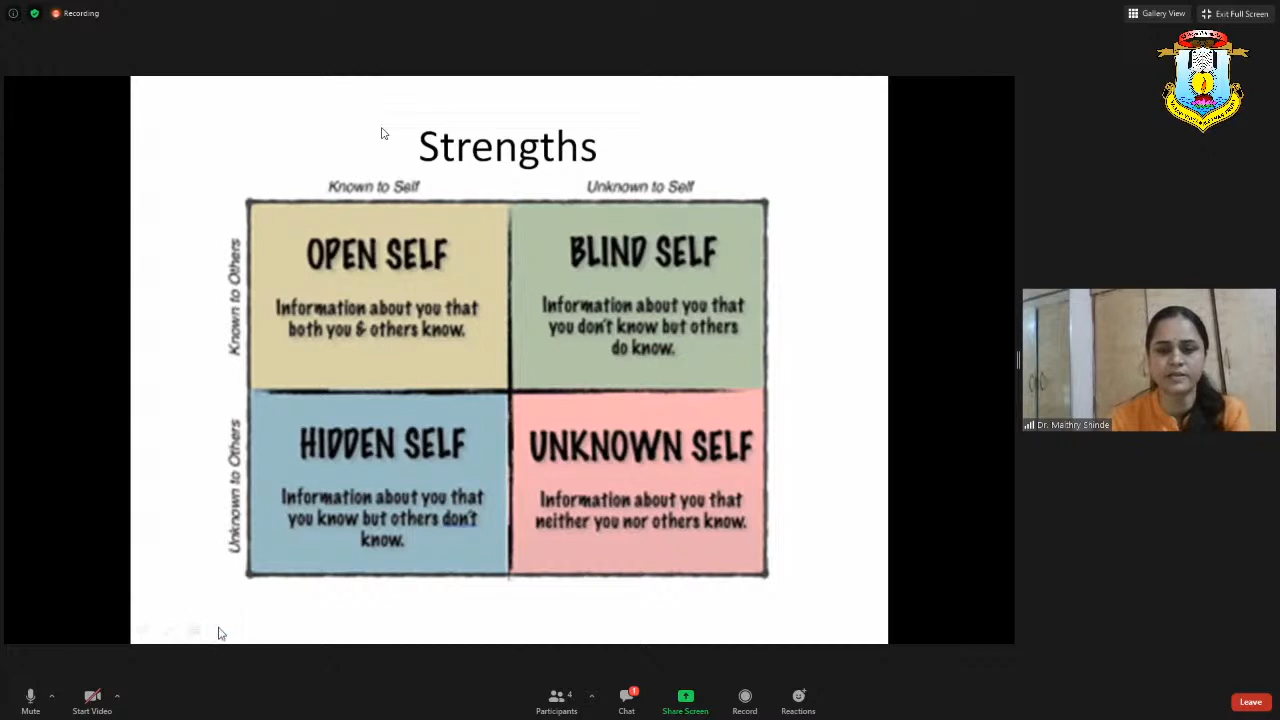 Recording
Gallery View
Exit Full Screen
Strengths
Known to Self
Unknown to Self
Known to Others
OPEN SELF
Information about you that
both you & others know.
BLIND SELF
Information about you that
you don't know but others
do know.
Unknown to Others
HIDDEN SELF
Information about you that
you know but others don't
know.
UNKNOWN SELF
Information about you that
neither you nor others know.
Dr. Maithry Shinde
Mute
Start Video
4
Participants
1
Chat
Share Screen
Record
Reactions
Leave